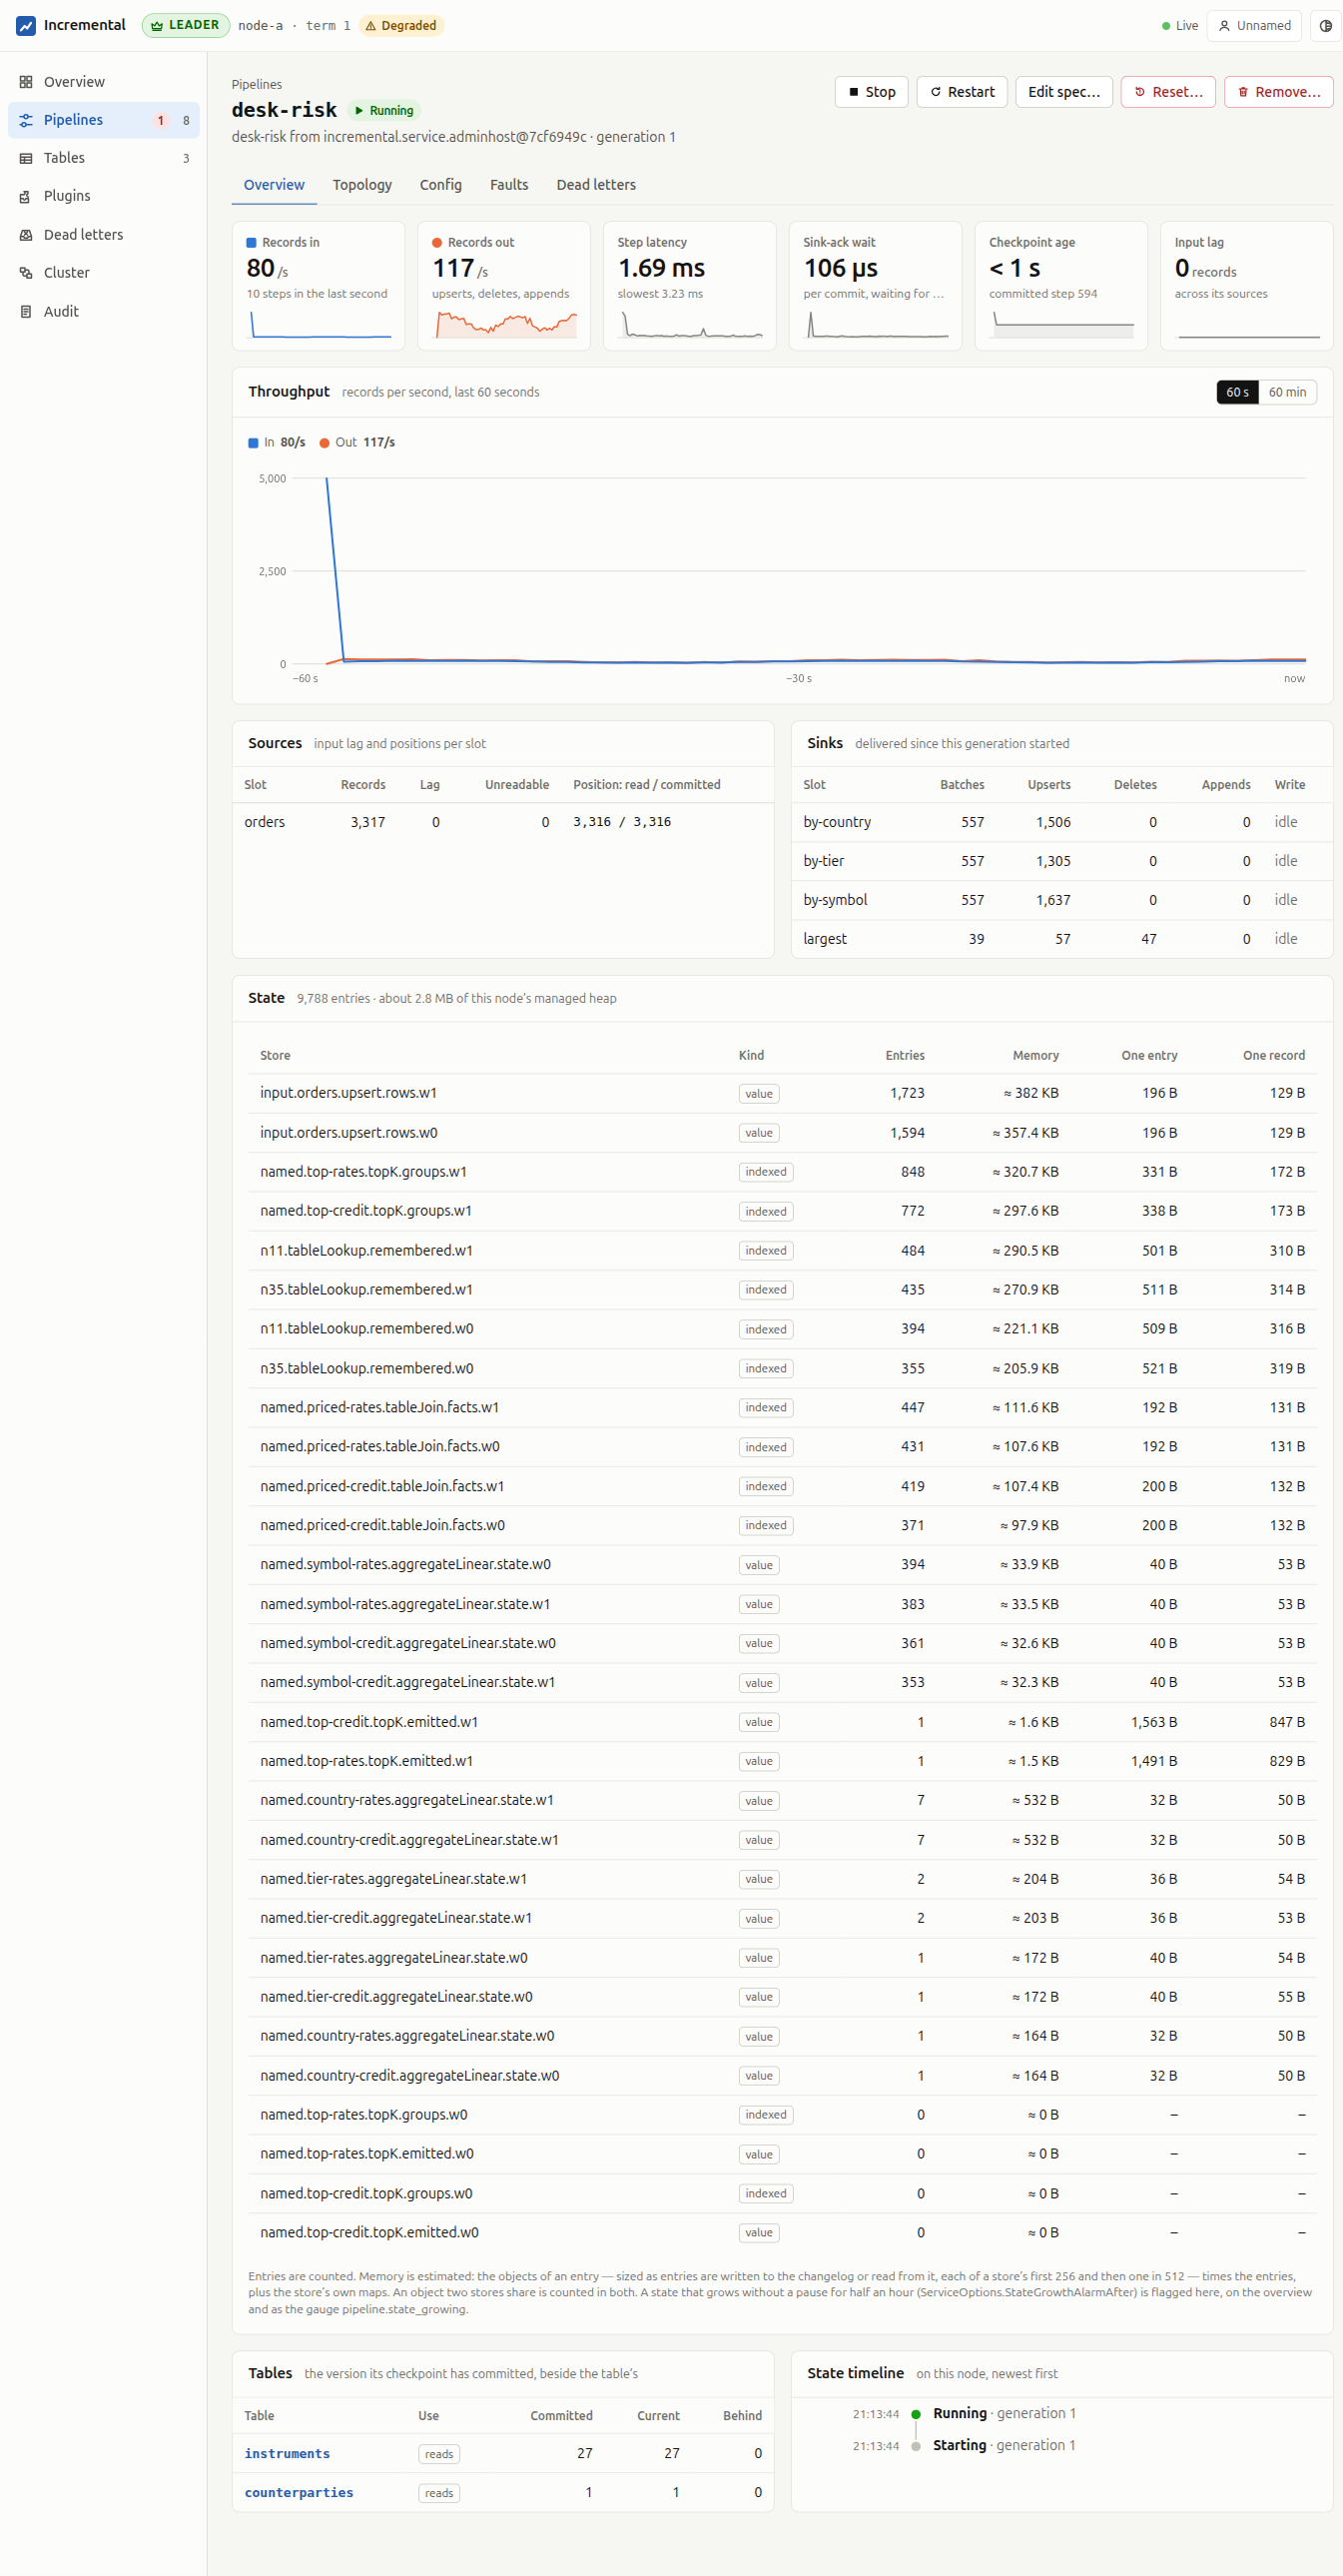 Incremental LEADER node-a · term 1 Degraded Live Unnamed
Overview
Pipelines 1 8
Tables 3
Plugins
Dead letters
Cluster
Audit
Pipelines
desk-risk Running
desk-risk from incremental.service.adminhost@7cf6949c · generation 1
Stop Restart Edit spec… Reset… Remove…
Overview Topology Config Faults Dead letters
Records in
80 /s
10 steps in the last second
Records out
117 /s
upserts, deletes, appends
Step latency
1.69 ms
slowest 3.23 ms
Sink-ack wait
106 µs
per commit, waiting for …
Checkpoint age
< 1 s
committed step 594
Input lag
0 records
across its sources
Throughput records per second, last 60 seconds 60 s 60 min
In 80/s Out 117/s
5,000
2,500
0
−60 s −30 s now
Sources input lag and positions per slot
Slot Records Lag Unreadable Position: read / committed
orders 3,317 0 0 3,316 / 3,316
Sinks delivered since this generation started
Slot Batches Upserts Deletes Appends Write
by-country 557 1,506 0 0 idle
by-tier 557 1,305 0 0 idle
by-symbol 557 1,637 0 0 idle
largest 39 57 47 0 idle
State 9,788 entries · about 2.8 MB of this node's managed heap
Store Kind Entries Memory One entry One record
input.orders.upsert.rows.w1 value 1,723 ≈ 382 KB 196 B 129 B
input.orders.upsert.rows.w0 value 1,594 ≈ 357.4 KB 196 B 129 B
named.top-rates.topK.groups.w1 indexed 848 ≈ 320.7 KB 331 B 172 B
named.top-credit.topK.groups.w1 indexed 772 ≈ 297.6 KB 338 B 173 B
n11.tableLookup.remembered.w1 indexed 484 ≈ 290.5 KB 501 B 310 B
n35.tableLookup.remembered.w1 indexed 435 ≈ 270.9 KB 511 B 314 B
n11.tableLookup.remembered.w0 indexed 394 ≈ 221.1 KB 509 B 316 B
n35.tableLookup.remembered.w0 indexed 355 ≈ 205.9 KB 521 B 319 B
named.priced-rates.tableJoin.facts.w1 indexed 447 ≈ 111.6 KB 192 B 131 B
named.priced-rates.tableJoin.facts.w0 indexed 431 ≈ 107.6 KB 192 B 131 B
named.priced-credit.tableJoin.facts.w1 indexed 419 ≈ 107.4 KB 200 B 132 B
named.priced-credit.tableJoin.facts.w0 indexed 371 ≈ 97.9 KB 200 B 132 B
named.symbol-rates.aggregateLinear.state.w0 value 394 ≈ 33.9 KB 40 B 53 B
named.symbol-rates.aggregateLinear.state.w1 value 383 ≈ 33.5 KB 40 B 53 B
named.symbol-credit.aggregateLinear.state.w0 value 361 ≈ 32.6 KB 40 B 53 B
named.symbol-credit.aggregateLinear.state.w1 value 353 ≈ 32.3 KB 40 B 53 B
named.top-credit.topK.emitted.w1 value 1 ≈ 1.6 KB 1,563 B 847 B
named.top-rates.topK.emitted.w1 value 1 ≈ 1.5 KB 1,491 B 829 B
named.country-rates.aggregateLinear.state.w1 value 7 ≈ 532 B 32 B 50 B
named.country-credit.aggregateLinear.state.w1 value 7 ≈ 532 B 32 B 50 B
named.tier-rates.aggregateLinear.state.w1 value 2 ≈ 204 B 36 B 54 B
named.tier-credit.aggregateLinear.state.w1 value 2 ≈ 203 B 36 B 53 B
named.tier-rates.aggregateLinear.state.w0 value 1 ≈ 172 B 40 B 54 B
named.tier-credit.aggregateLinear.state.w0 value 1 ≈ 172 B 40 B 55 B
named.country-rates.aggregateLinear.state.w0 value 1 ≈ 164 B 32 B 50 B
named.country-credit.aggregateLinear.state.w0 value 1 ≈ 164 B 32 B 50 B
named.top-rates.topK.groups.w0 indexed 0 ≈ 0 B – –
named.top-rates.topK.emitted.w0 value 0 ≈ 0 B – –
named.top-credit.topK.groups.w0 indexed 0 ≈ 0 B – –
named.top-credit.topK.emitted.w0 value 0 ≈ 0 B – –
Entries are counted. Memory is estimated: the objects of an entry — sized as entries are written to the changelog or read from it, each of a store's first 256 and then one in 512 — times the entries,
plus the store's own maps. An object two stores share is counted in both. A state that grows without a pause for half an hour (ServiceOptions.StateGrowthAlarmAfter) is flagged here, on the overview
and as the gauge pipeline.state_growing.
Tables the version its checkpoint has committed, beside the table's
Table Use Committed Current Behind
instruments reads 27 27 0
counterparties reads 1 1 0
State timeline on this node, newest first
21:13:44 Running · generation 1
21:13:44 Starting · generation 1